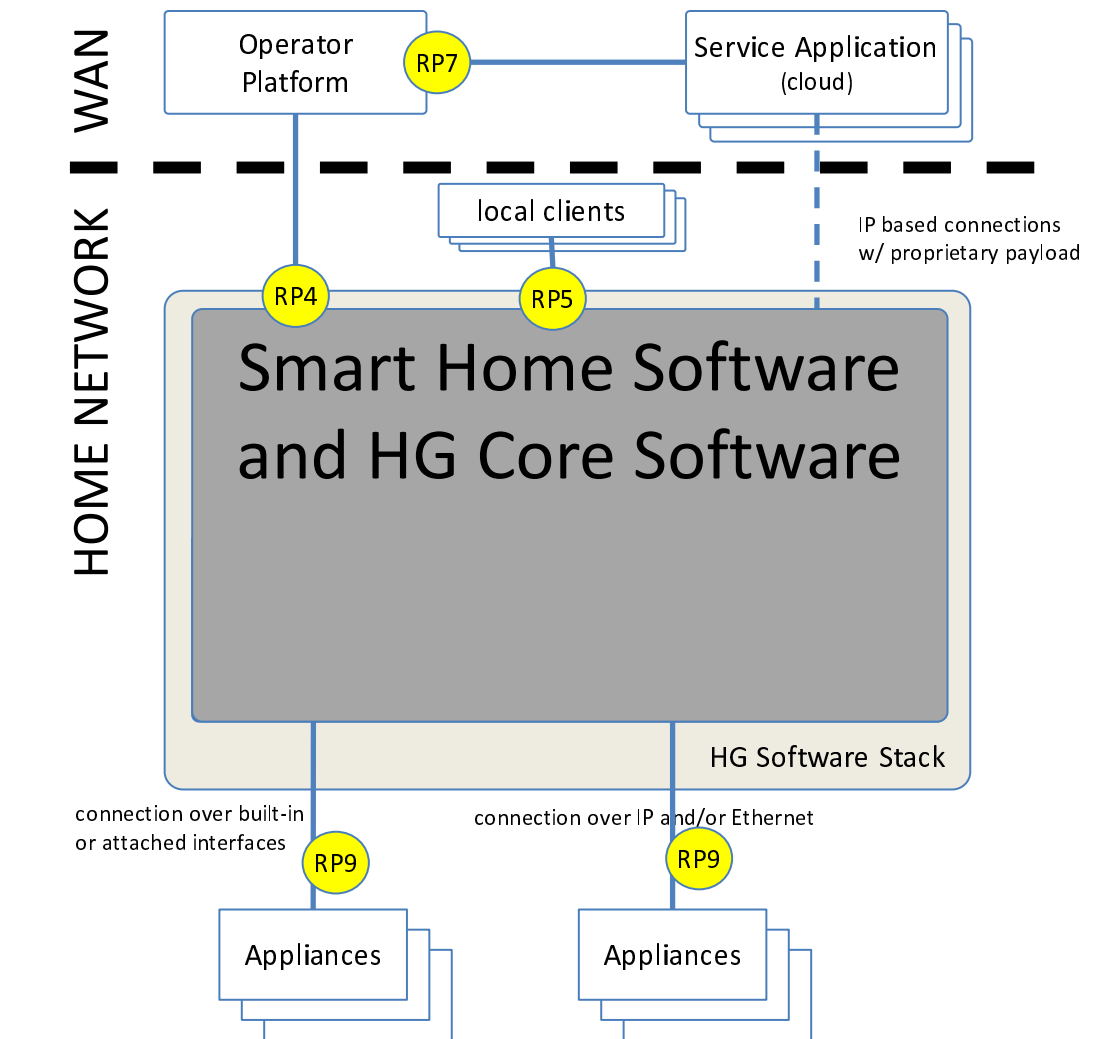 WAN
Operator
Platform
RP7
Service Application
(cloud)
HOME NETWORK
local clients
IP based connections
w/ proprietary payload
RP4
RP5
Smart Home Software
and HG Core Software
HG Software Stack
connection over built-in
or attached interfaces
connection over IP and/or Ethernet
RP9
RP9
Appliances
Appliances